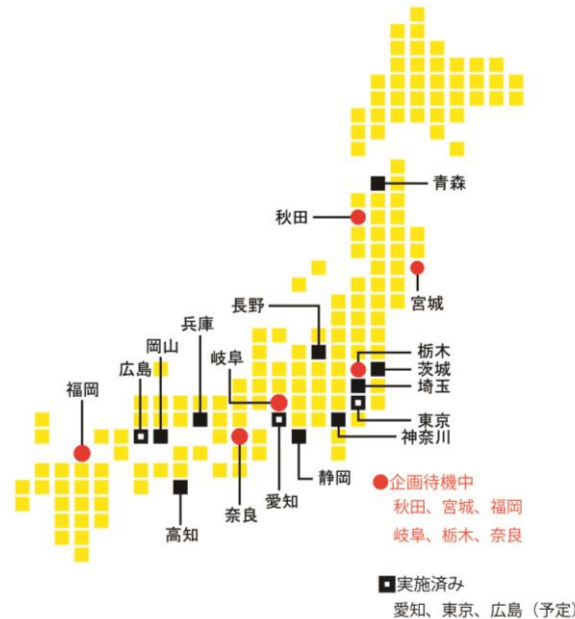 青森
秋田
宮城
長野
兵庫
岡山
広島
岐阜
栃木
茨城
埼玉
東京
神奈川
福岡
静岡
愛知
奈良
高知
企画待機中
秋田、宮城、福岡
岐阜、栃木、奈良
実施済み
愛知、東京、広島（予定）